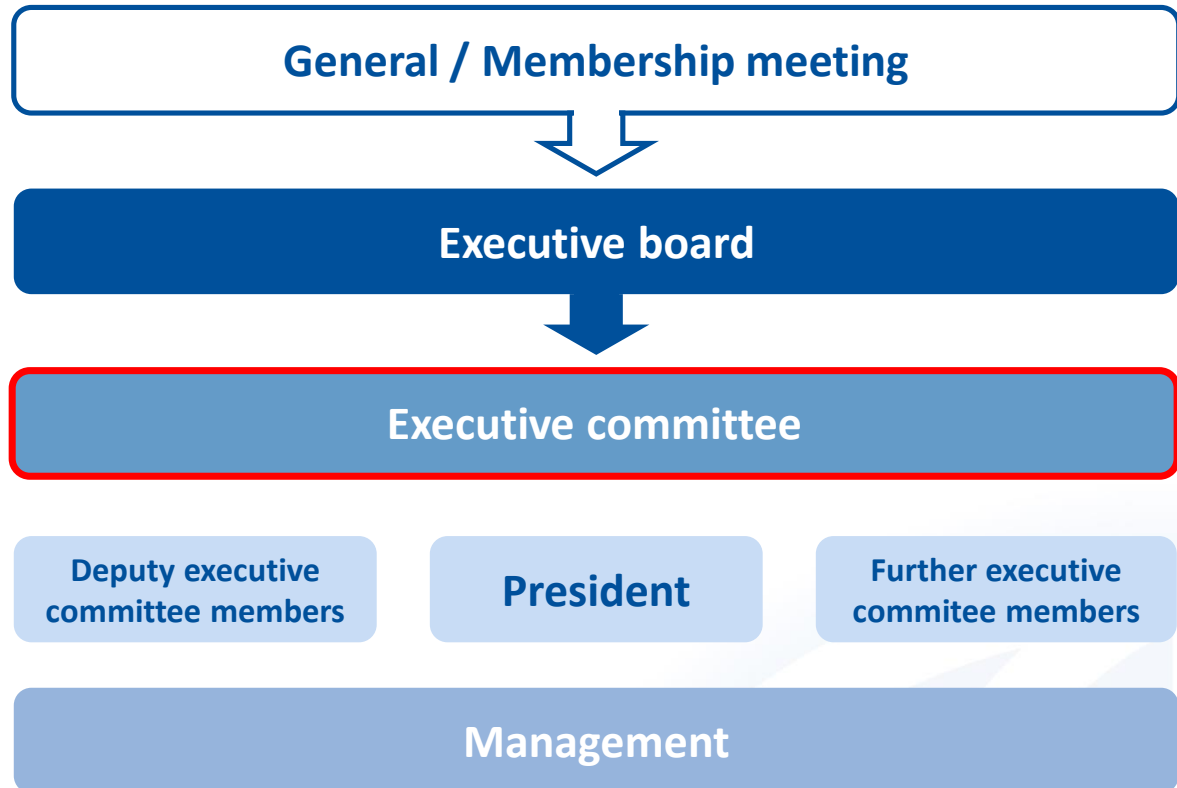 General / Membership meeting
Executive board
Executive committee
Deputy executive
committee members
President
Further executive
commitee members
Management